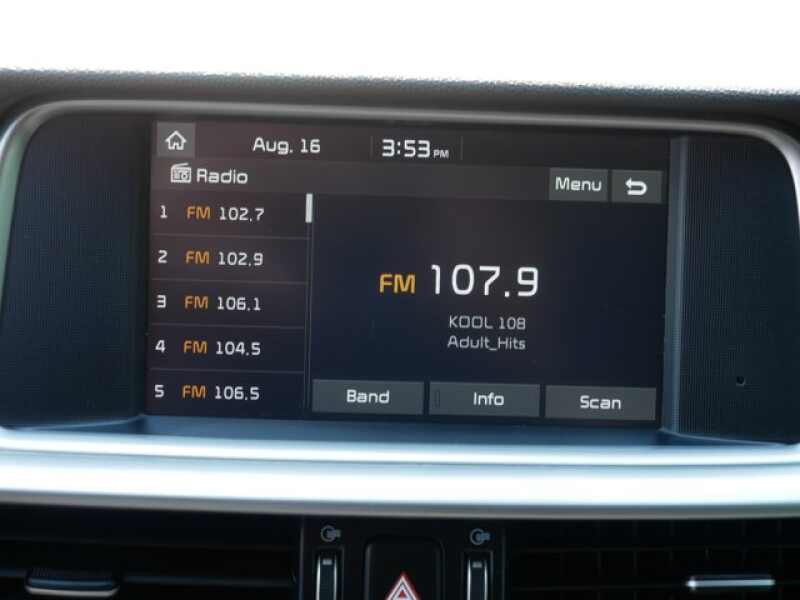 Aug. 16 3:53 PM
Radio Menu
1 FM 102.7
2 FM 102.9
3 FM 106.1
4 FM 104.5
5 FM 106.5
FM 107.9
KOOL 108
Adult_Hits
Band Info Scan